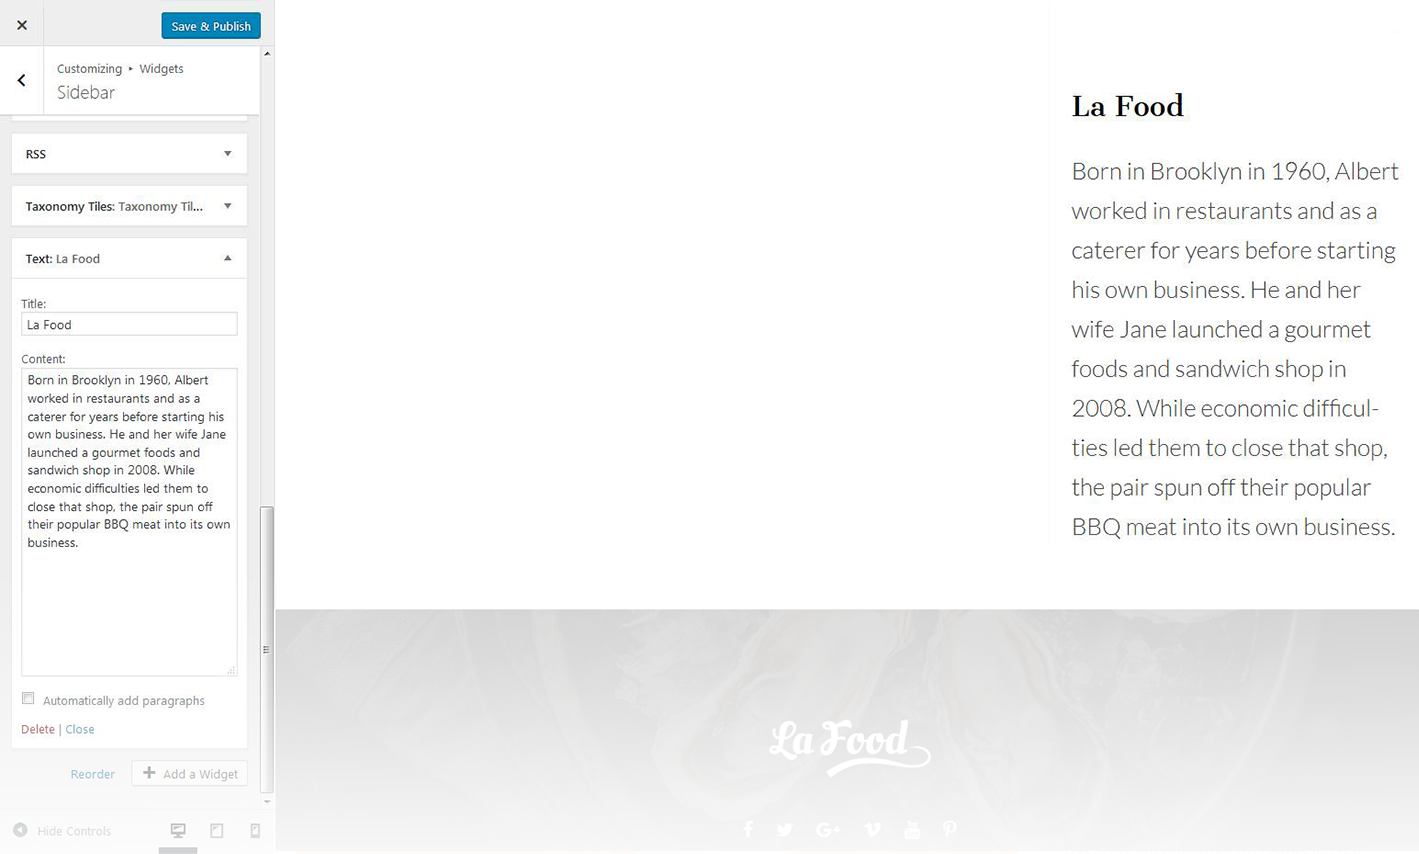 Save & Publish
Customizing ▸ Widgets
Sidebar
RSS
Taxonomy Tiles: Taxonomy Til...
Text: La Food
Title:
La Food
Content:
Born in Brooklyn in 1960, Albert
worked in restaurants and as a
caterer for years before starting his
own business. He and her wife Jane
launched a gourmet foods and
sandwich shop in 2008. While
economic difficulties led them to
close that shop, the pair spun off
their popular BBQ meat into its own
business.
Automatically add paragraphs
Delete | Close
Reorder
Add a Widget
Hide Controls
La Food
Born in Brooklyn in 1960, Albert
worked in restaurants and as a
caterer for years before starting
his own business. He and her
wife Jane launched a gourmet
foods and sandwich shop in
2008. While economic difficul-
ties led them to close that shop,
the pair spun off their popular
BBQ meat into its own business.
La Food